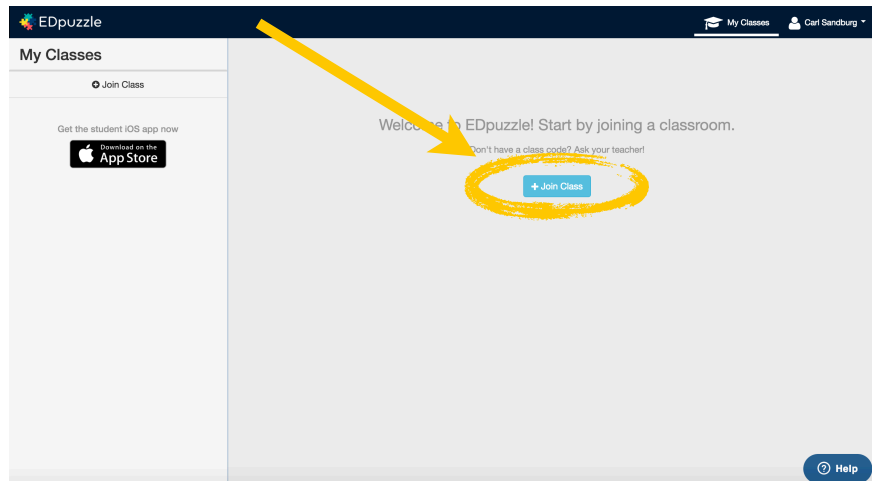 EDpuzzle
My Classes
Carl Sandburg
My Classes
Join Class
Get the student iOS app now
Download on the
App Store
Welcome to EDpuzzle! Start by joining a classroom.
Don't have a class code? Ask your teacher!
+ Join Class
? Help